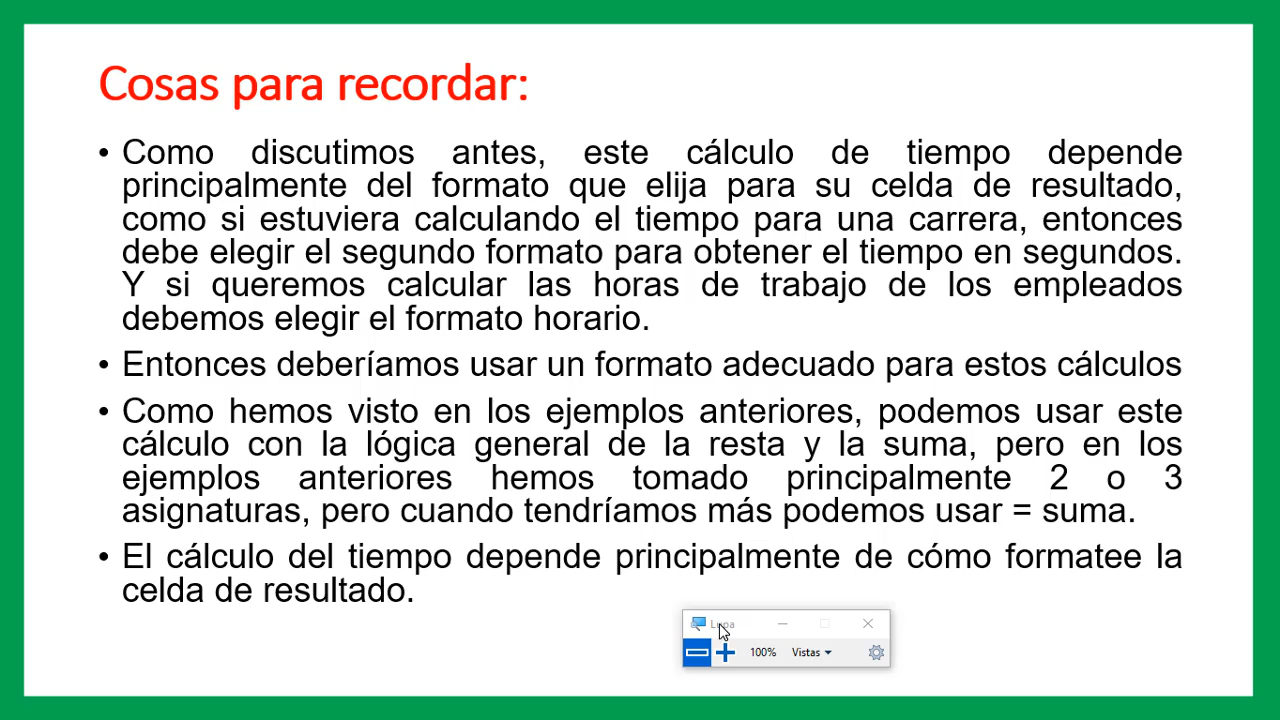 Cosas para recordar:
• Como discutimos antes, este cálculo de tiempo depende
principalmente del formato que elija para su celda de resultado,
como si estuviera calculando el tiempo para una carrera, entonces
debe elegir el segundo formato para obtener el tiempo en segundos.
Y si queremos calcular las horas de trabajo de los empleados
debemos elegir el formato horario.
• Entonces deberíamos usar un formato adecuado para estos cálculos
• Como hemos visto en los ejemplos anteriores, podemos usar este
cálculo con la lógica general de la resta y la suma, pero en los
ejemplos anteriores hemos tomado principalmente 2 o 3
asignaturas, pero cuando tendríamos más podemos usar = suma.
• El cálculo del tiempo depende principalmente de cómo formatee la
celda de resultado.
Lupa
100% Vistas